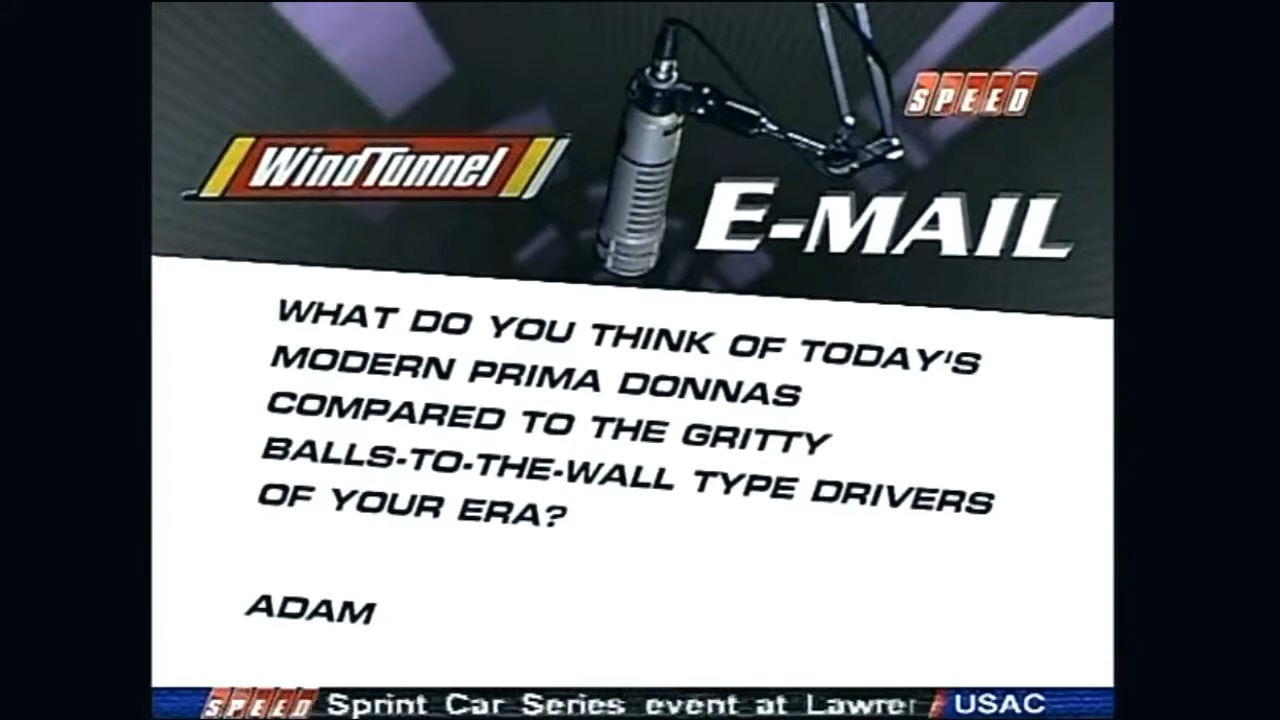 SPEED
WindTunnel
E-MAIL
WHAT DO YOU THINK OF TODAY'S
MODERN PRIMA DONNAS
COMPARED TO THE GRITTY
BALLS-TO-THE-WALL TYPE DRIVERS
OF YOUR ERA?
ADAM
SPEED Sprint Car Series event at USAC